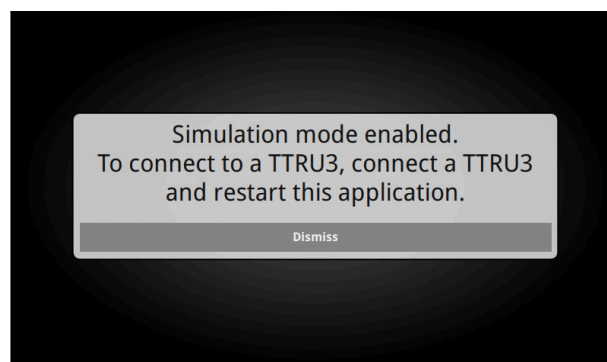 Simulation mode enabled.
To connect to a TTRU3, connect a TTRU3
and restart this application.
Dismiss